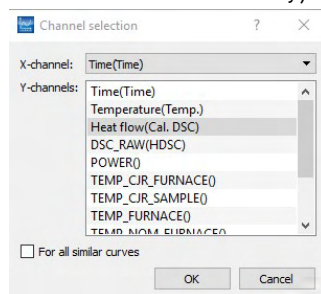 Channel selection ?
X-channel: Time(Time)
Y-channels: Time(Time)
Temperature(Temp.)
Heat flow(Cal. DSC)
DSC_RAW(HDSC)
POWER()
TEMP_CJR_FURNACE()
TEMP_CJR_SAMPLE()
TEMP_FURNACE()
TEMP_NOM_FURNACE()
For all similar curves
OK Cancel